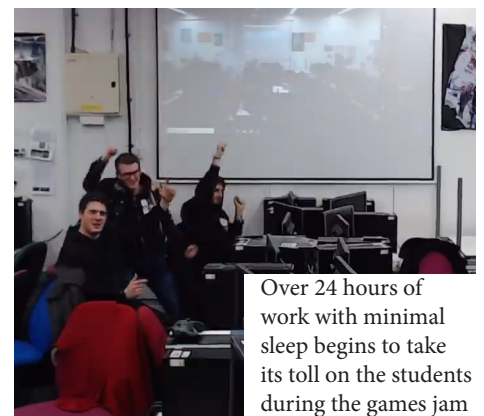 Over 24 hours of
work with minimal
sleep begins to take
its toll on the students
during the games jam